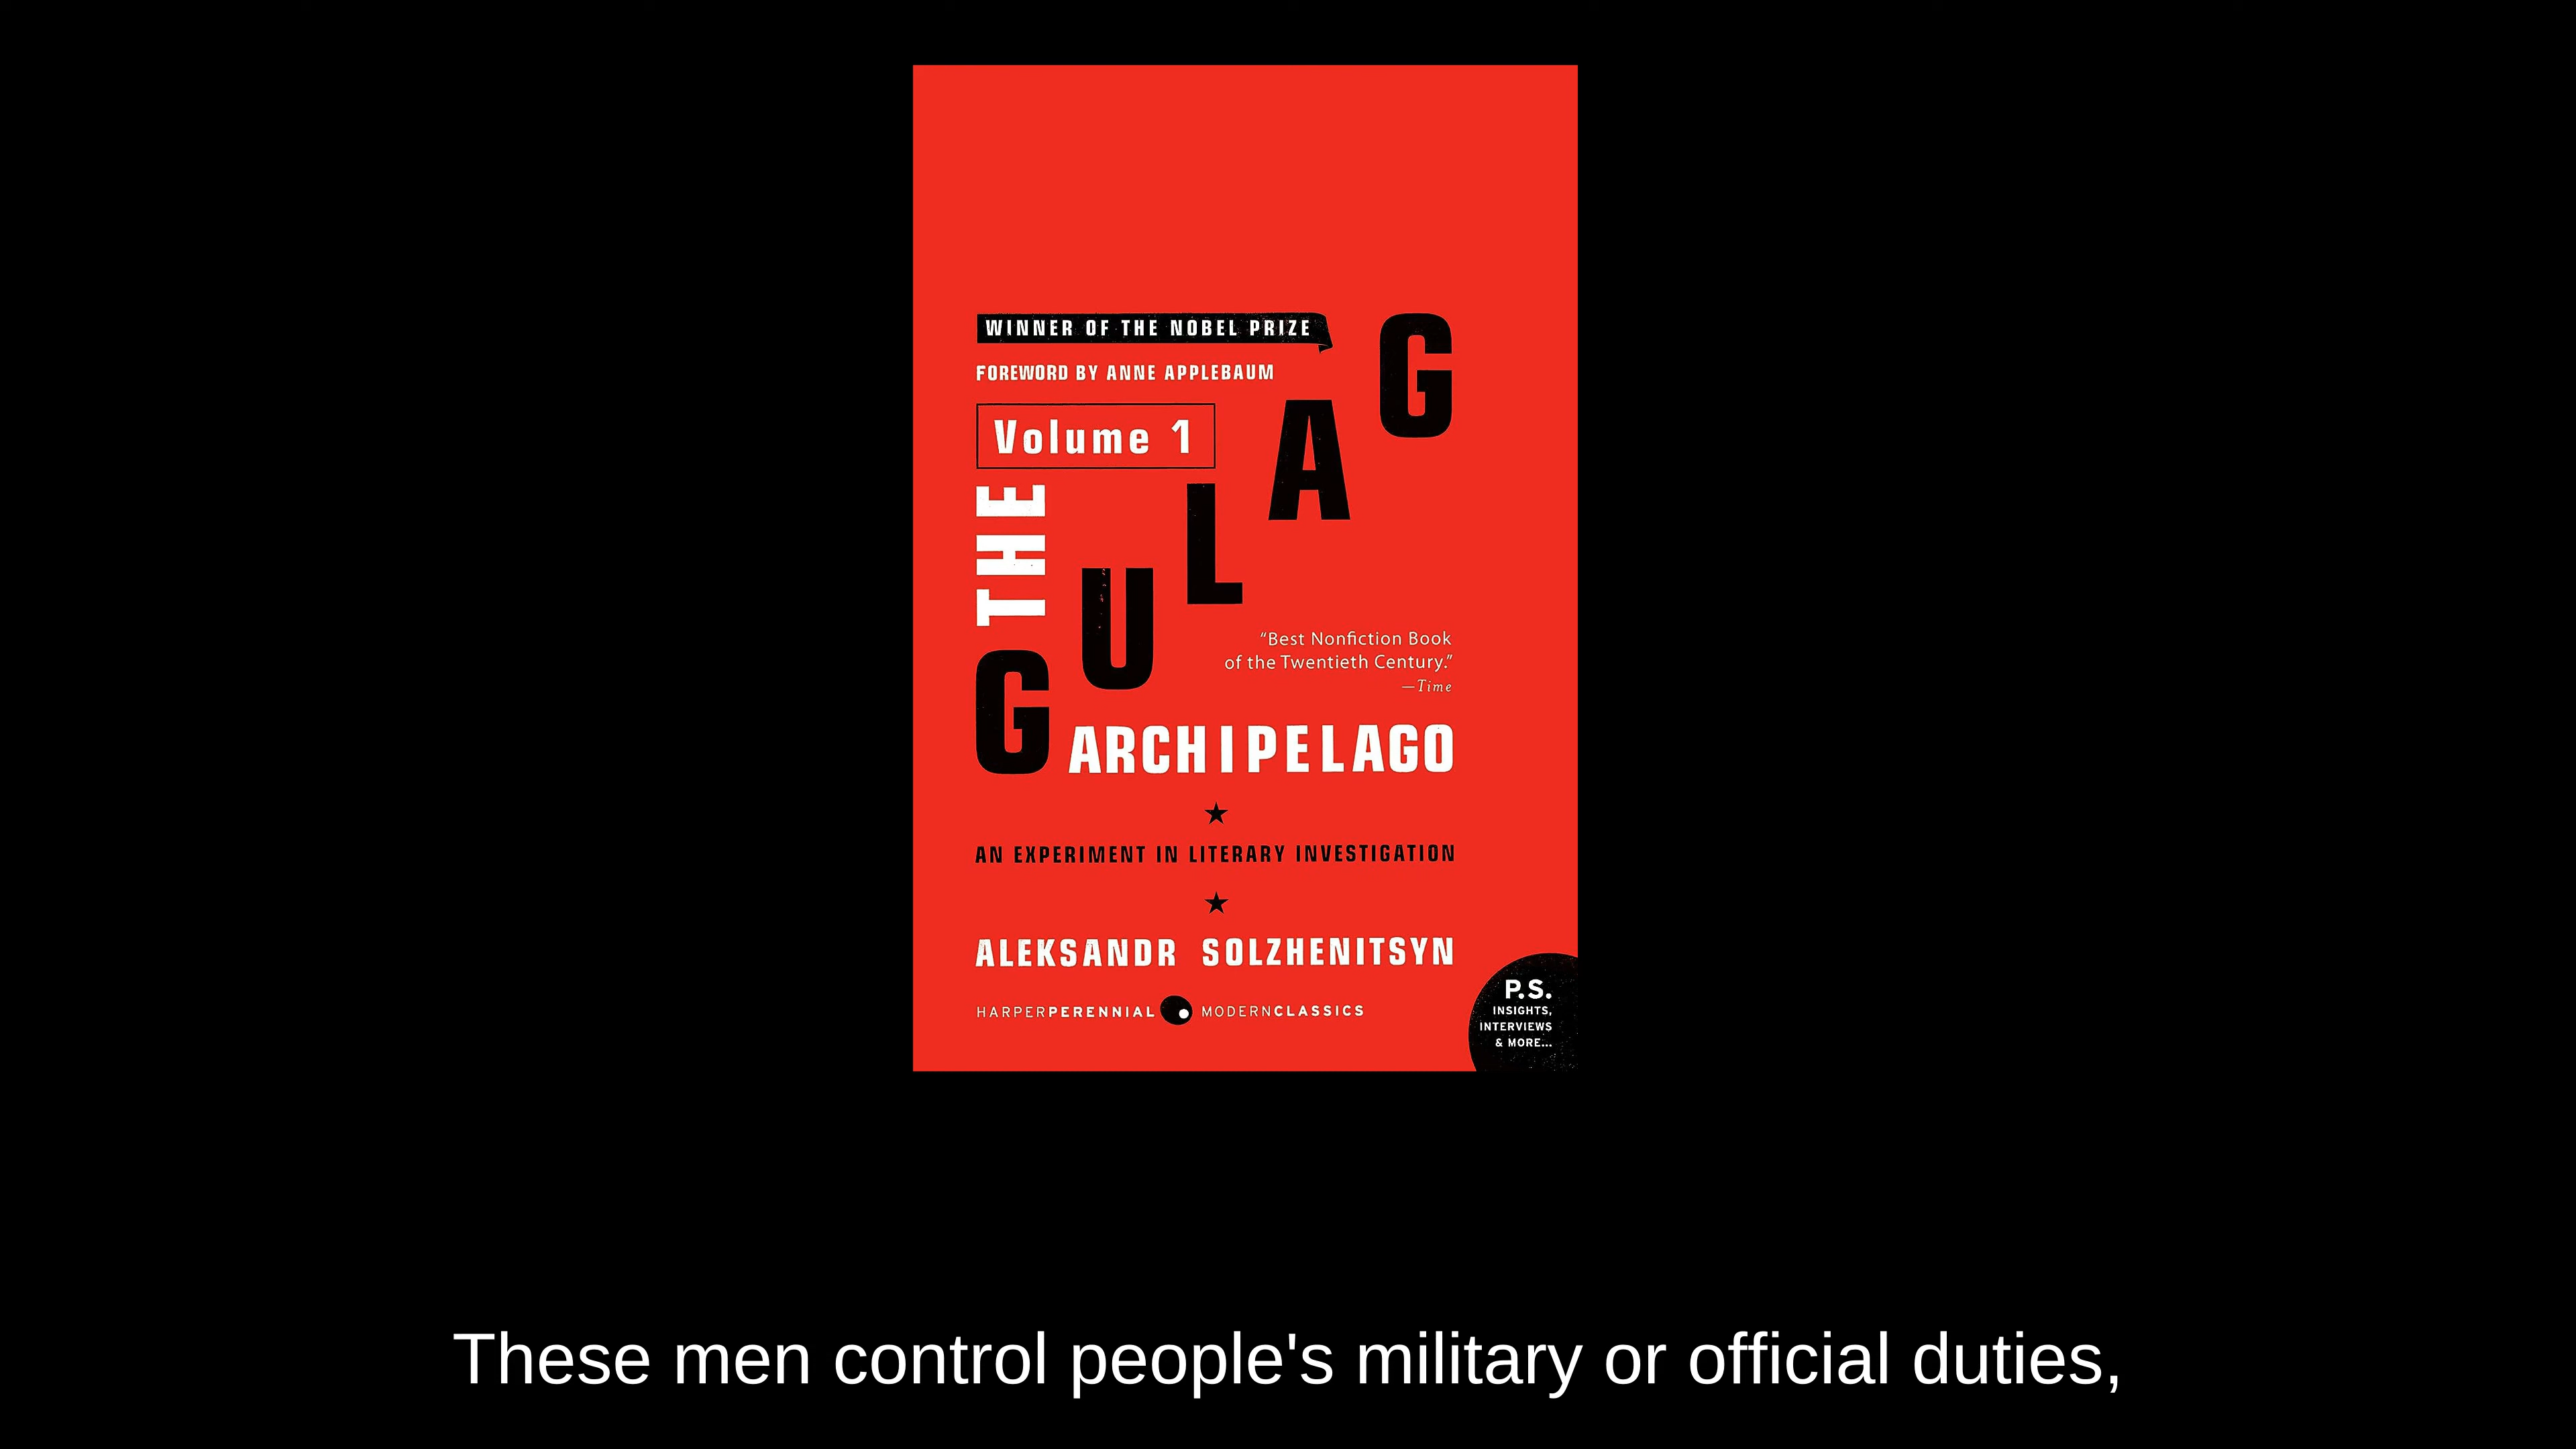 WINNER OF THE NOBEL PRIZE
FOREWORD BY ANNE APPLEBAUM
Volume 1
THE
GULAG
"Best Nonfiction Book
of the Twentieth Century."
—Time
ARCHIPELAGO
AN EXPERIMENT IN LITERARY INVESTIGATION
ALEKSANDR SOLZHENITSYN
HARPERPERENNIAL MODERNCLASSICS
P.S.
INSIGHTS,
INTERVIEWS
& MORE...
These men control people's military or official duties,